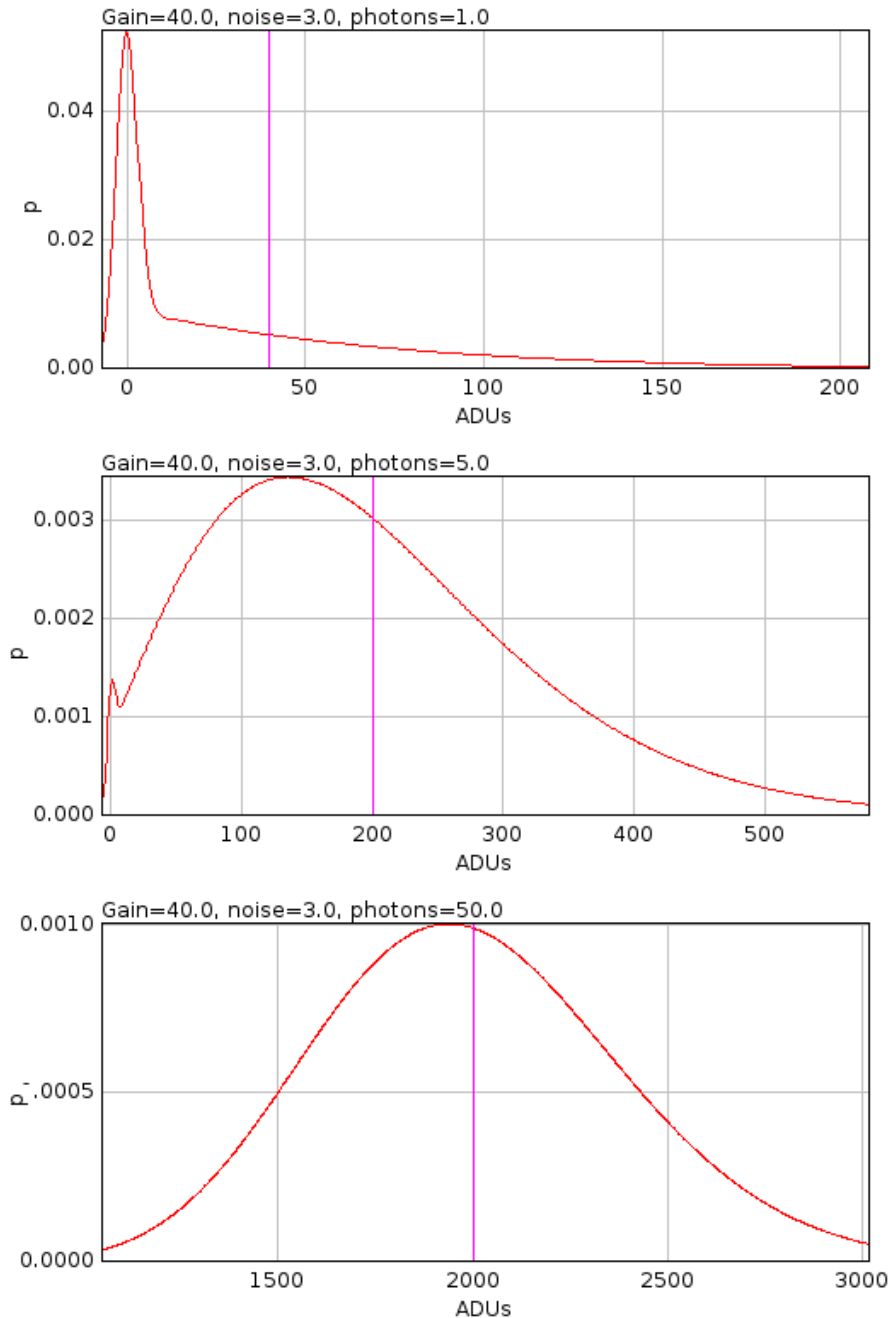 Gain=40.0, noise=3.0, photons=1.0
0.04
0.02
0.00
p
0 50 100 150 200
ADUs
Gain=40.0, noise=3.0, photons=5.0
0.003
0.002
0.001
0.000
p
0 100 200 300 400 500
ADUs
Gain=40.0, noise=3.0, photons=50.0
0.0010
.0005
0.0000
p
1500 2000 2500 3000
ADUs